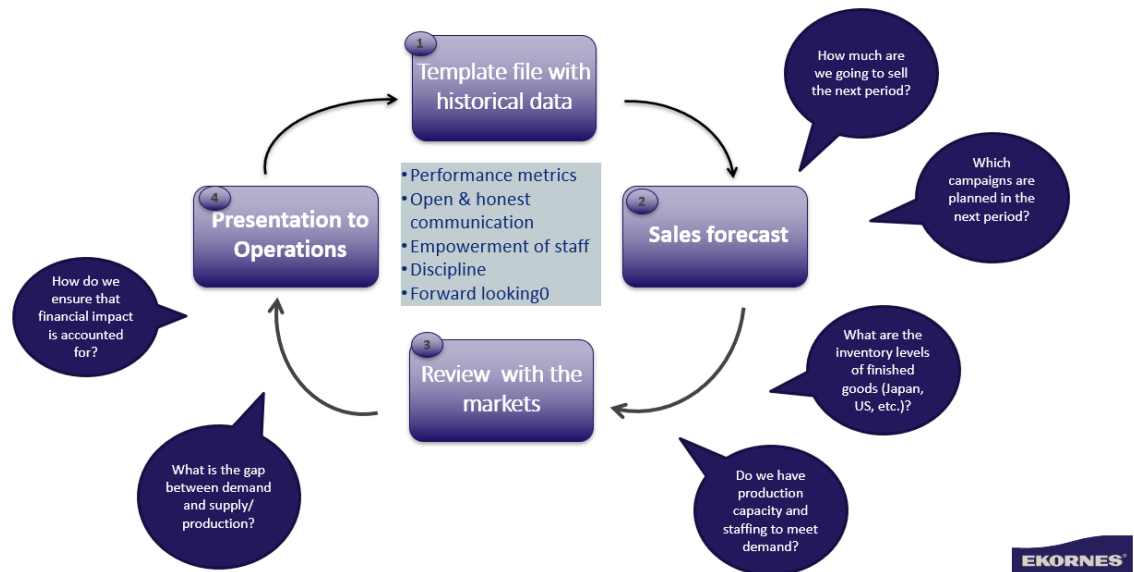 1
Template file with
historical data
How much are
we going to sell
the next period?
Which
campaigns are
planned in the
next period?
2
Sales forecast
4
Presentation to
Operations
• Performance metrics
• Open & honest
communication
• Empowerment of staff
• Discipline
• Forward looking0
How do we
ensure that
financial impact
is accounted
for?
3
Review with the
markets
What are the
inventory levels
of finished
goods (Japan,
US, etc.)?
What is the gap
between demand
and supply/
production?
Do we have
production
capacity and
staffing to meet
demand?
EKORNES®